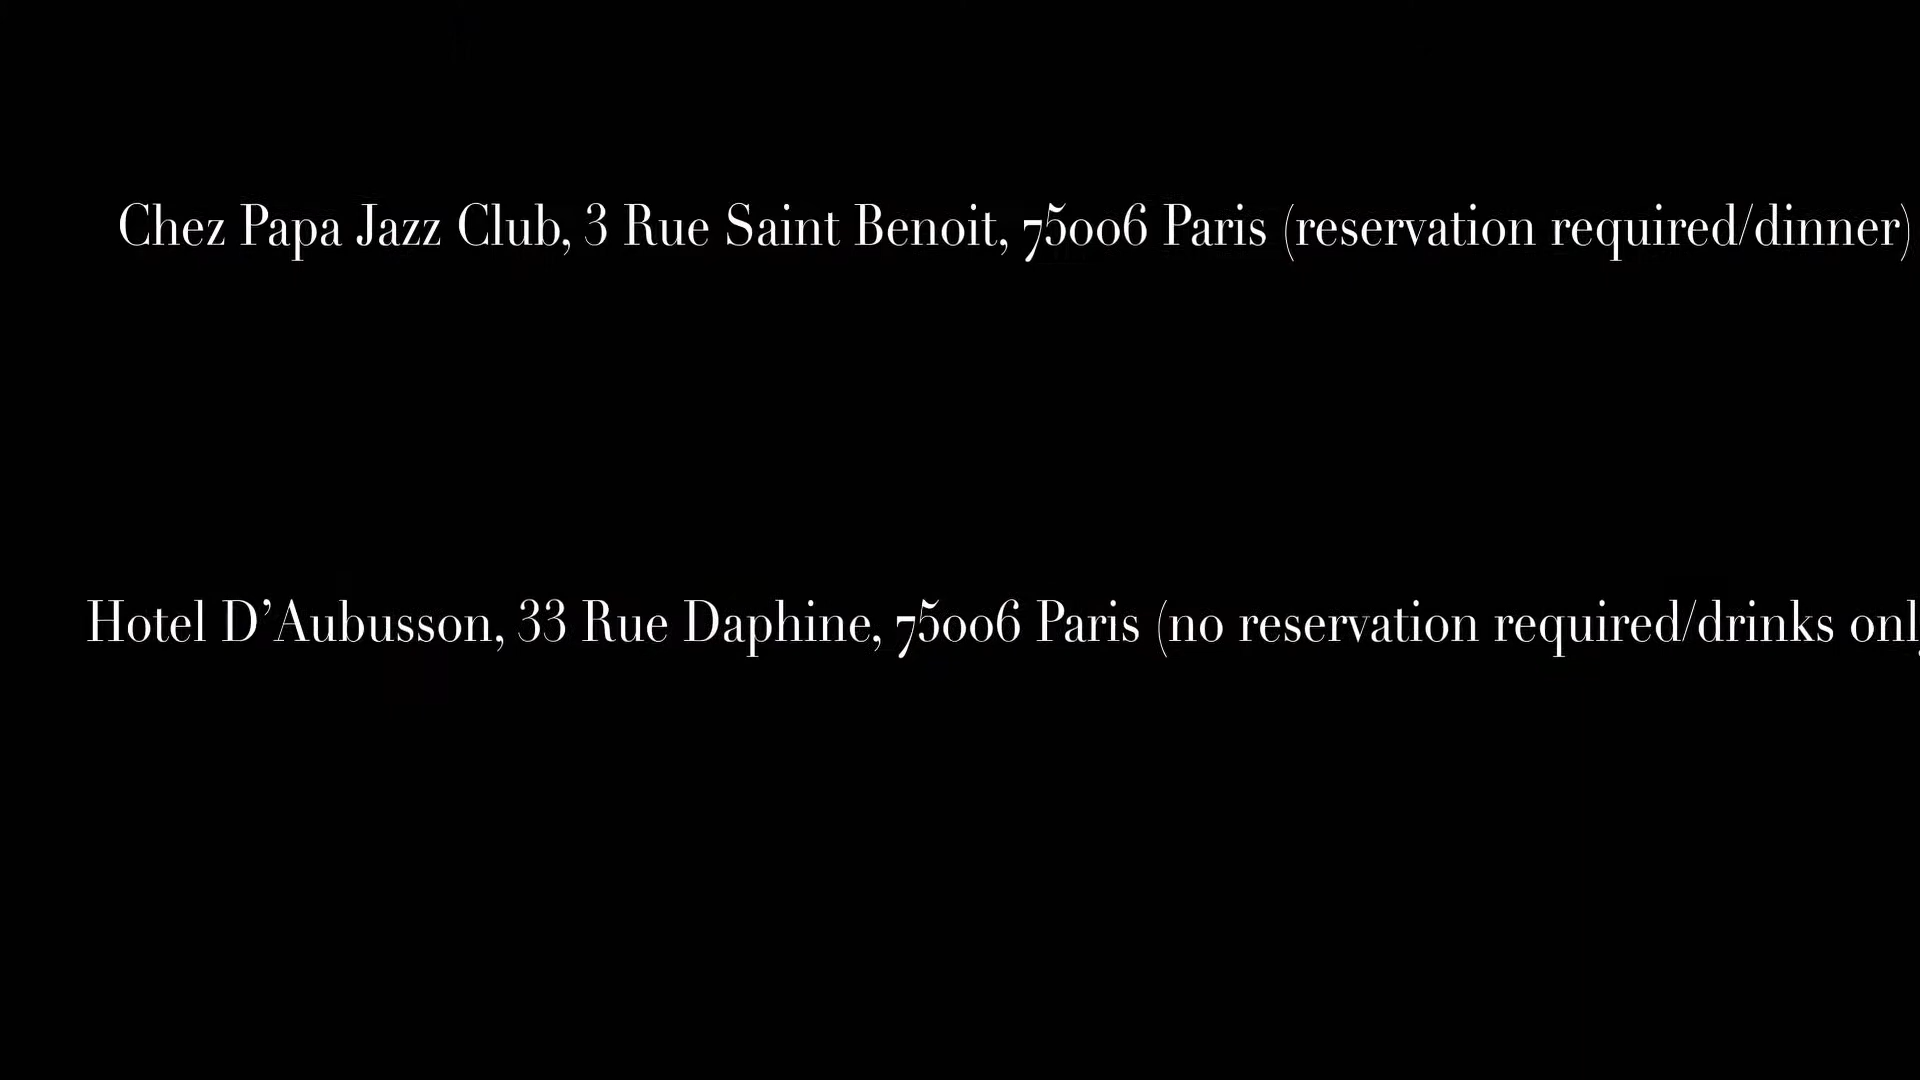 Chez Papa Jazz Club, 3 Rue Saint Benoit, 75006 Paris (reservation required/dinner)
Hotel D’Aubusson, 33 Rue Daphine, 75006 Paris (no reservation required/drinks